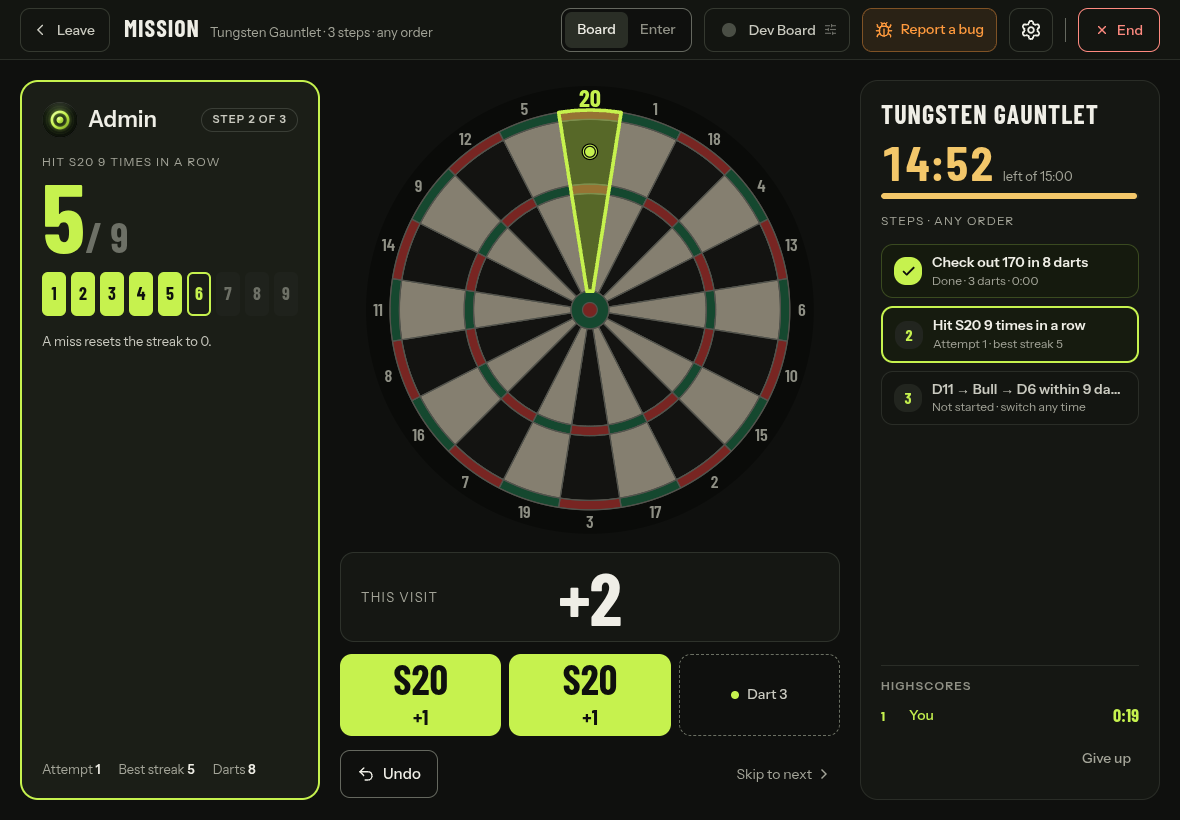 Leave
MISSION
Tungsten Gauntlet · 3 steps · any order
Board
Enter
Dev Board
Report a bug
End
Admin
STEP 2 OF 3
HIT S20 9 TIMES IN A ROW
5 / 9
1 2 3 4 5 6 7 8 9
A miss resets the streak to 0.
Attempt 1 Best streak 5 Darts 8
20
1
18
4
13
6
10
15
2
17
3
19
7
16
8
11
14
9
12
5
THIS VISIT
+2
S20
+1
S20
+1
Dart 3
Undo
Skip to next
TUNGSTEN GAUNTLET
14:52 left of 15:00
STEPS · ANY ORDER
Check out 170 in 8 darts
Done · 3 darts · 0:00
2
Hit S20 9 times in a row
Attempt 1 · best streak 5
3
D11 → Bull → D6 within 9 da...
Not started · switch any time
HIGHSCORES
1 You 0:19
Give up